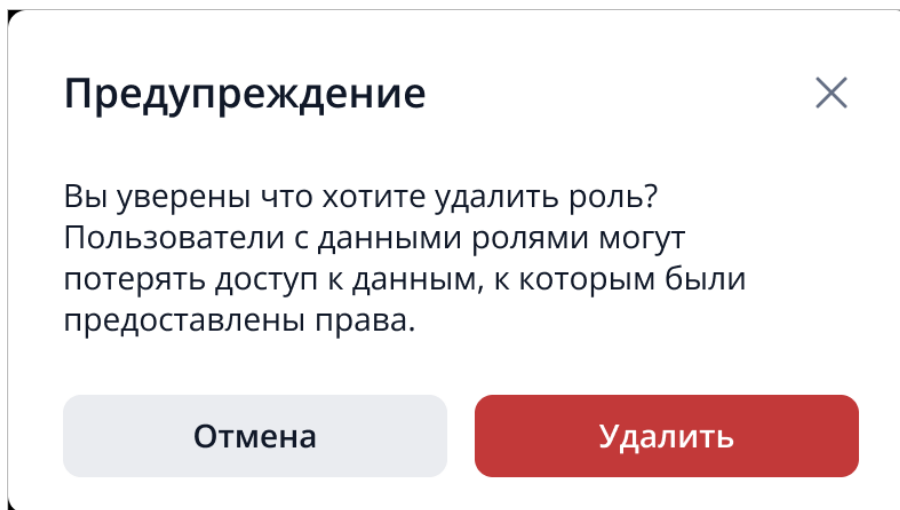 Предупреждение
Вы уверены что хотите удалить роль?
Пользователи с данными ролями могут
потерять доступ к данным, к которым были
предоставлены права.
Отмена
Удалить